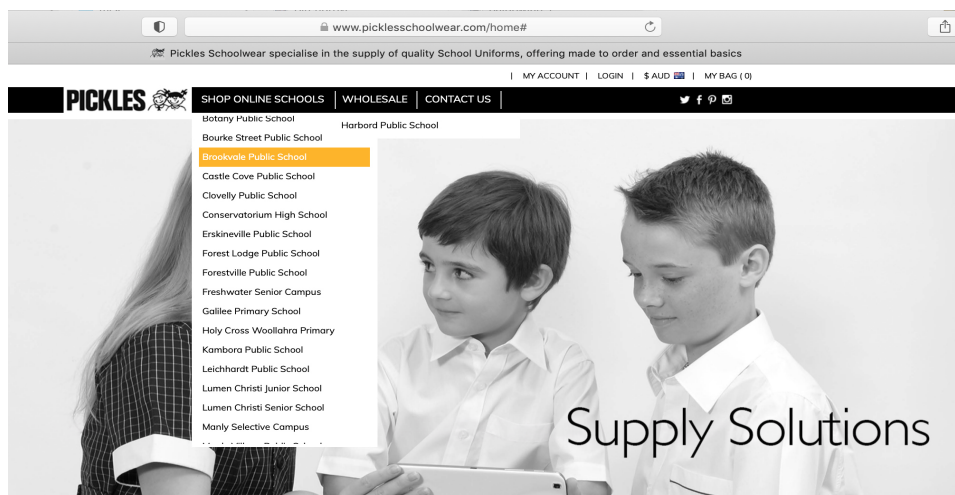 www.picklesschoolwear.com/home#
Pickles Schoolwear specialise in the supply of quality School Uniforms, offering made to order and essential basics
| MY ACCOUNT | LOGIN | $ AUD | MY BAG ( 0)
PICKLES SHOP ONLINE SCHOOLS | WHOLESALE | CONTACT US |
Botany Public School
Harbord Public School
Bourke Street Public School
Brookvale Public School
Castle Cove Public School
Clovelly Public School
Conservatorium High School
Erskineville Public School
Forest Lodge Public School
Forestville Public School
Freshwater Senior Campus
Galilee Primary School
Holy Cross Woollahra Primary
Kambora Public School
Leichhardt Public School
Lumen Christi Junior School
Lumen Christi Senior School
Manly Selective Campus
Supply Solutions